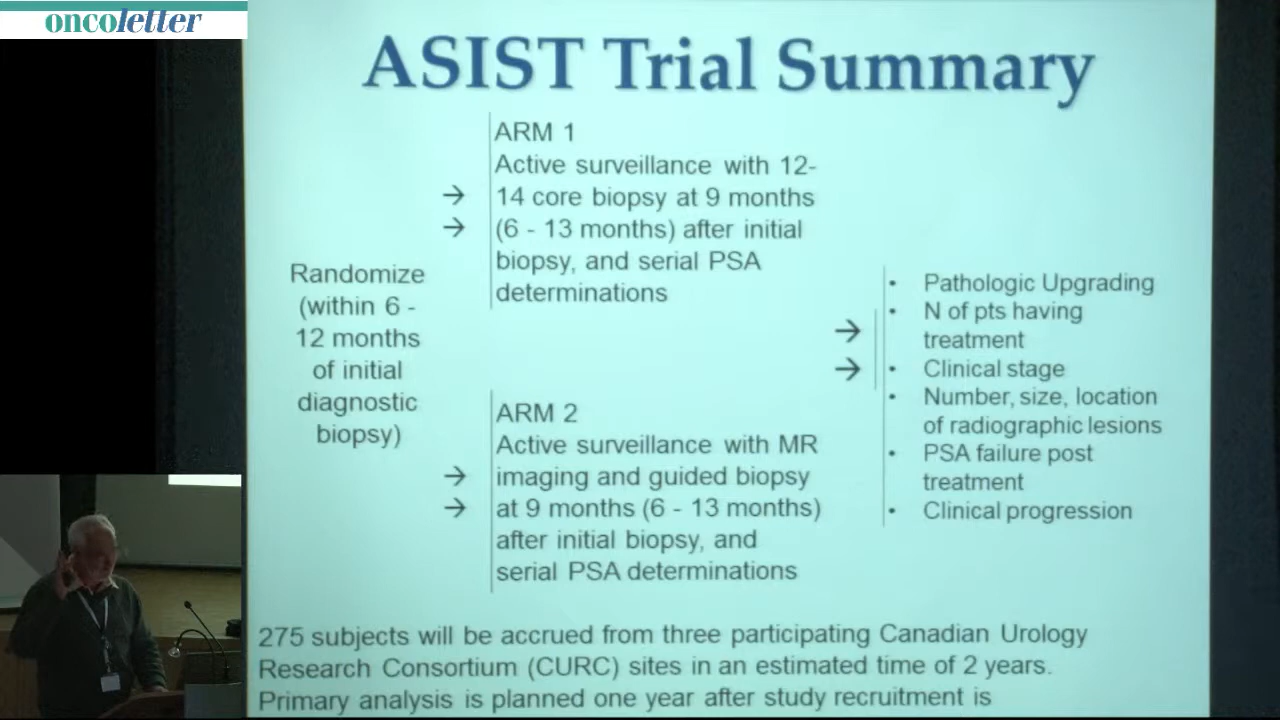 oncoletter
ASIST Trial Summary
Randomize
(within 6 -
12 months
of initial
diagnostic
biopsy)
→
→
ARM 1
Active surveillance with 12-
14 core biopsy at 9 months
(6 - 13 months) after initial
biopsy, and serial PSA
determinations
→
→
ARM 2
Active surveillance with MR
imaging and guided biopsy
at 9 months (6 - 13 months)
after initial biopsy, and
serial PSA determinations
→
→
• Pathologic Upgrading
• N of pts having
treatment
• Clinical stage
• Number, size, location
of radiographic lesions
• PSA failure post
treatment
• Clinical progression
275 subjects will be accrued from three participating Canadian Urology
Research Consortium (CURC) sites in an estimated time of 2 years.
Primary analysis is planned one year after study recruitment is